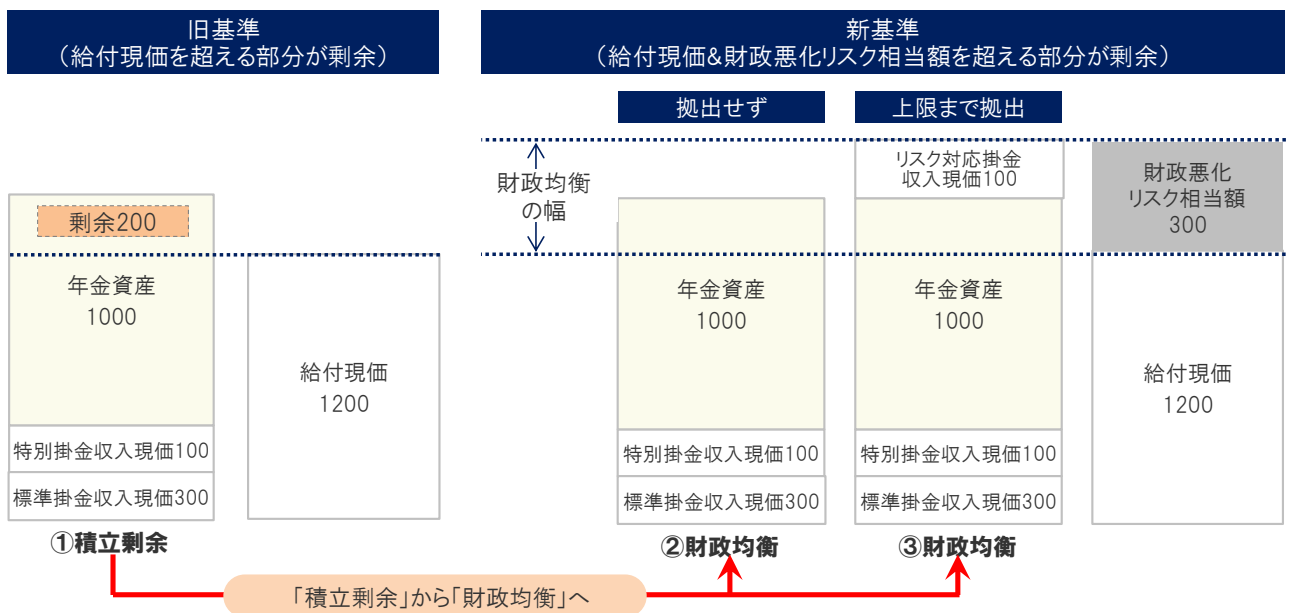 旧基準
(給付現価を超える部分が剰余)
剰余200
年金資産
1000
特別掛金収入現価100
標準掛金収入現価300
①積立剰余
給付現価
1200
新基準
(給付現価&財政悪化リスク相当額を超える部分が剰余)
財政均衡
の幅
拠出せず
年金資産
1000
特別掛金収入現価100
標準掛金収入現価300
②財政均衡
上限まで拠出
リスク対応掛金
収入現価100
年金資産
1000
特別掛金収入現価100
標準掛金収入現価300
③財政均衡
財政悪化
リスク相当額
300
給付現価
1200
「積立剰余」から「財政均衡」へ